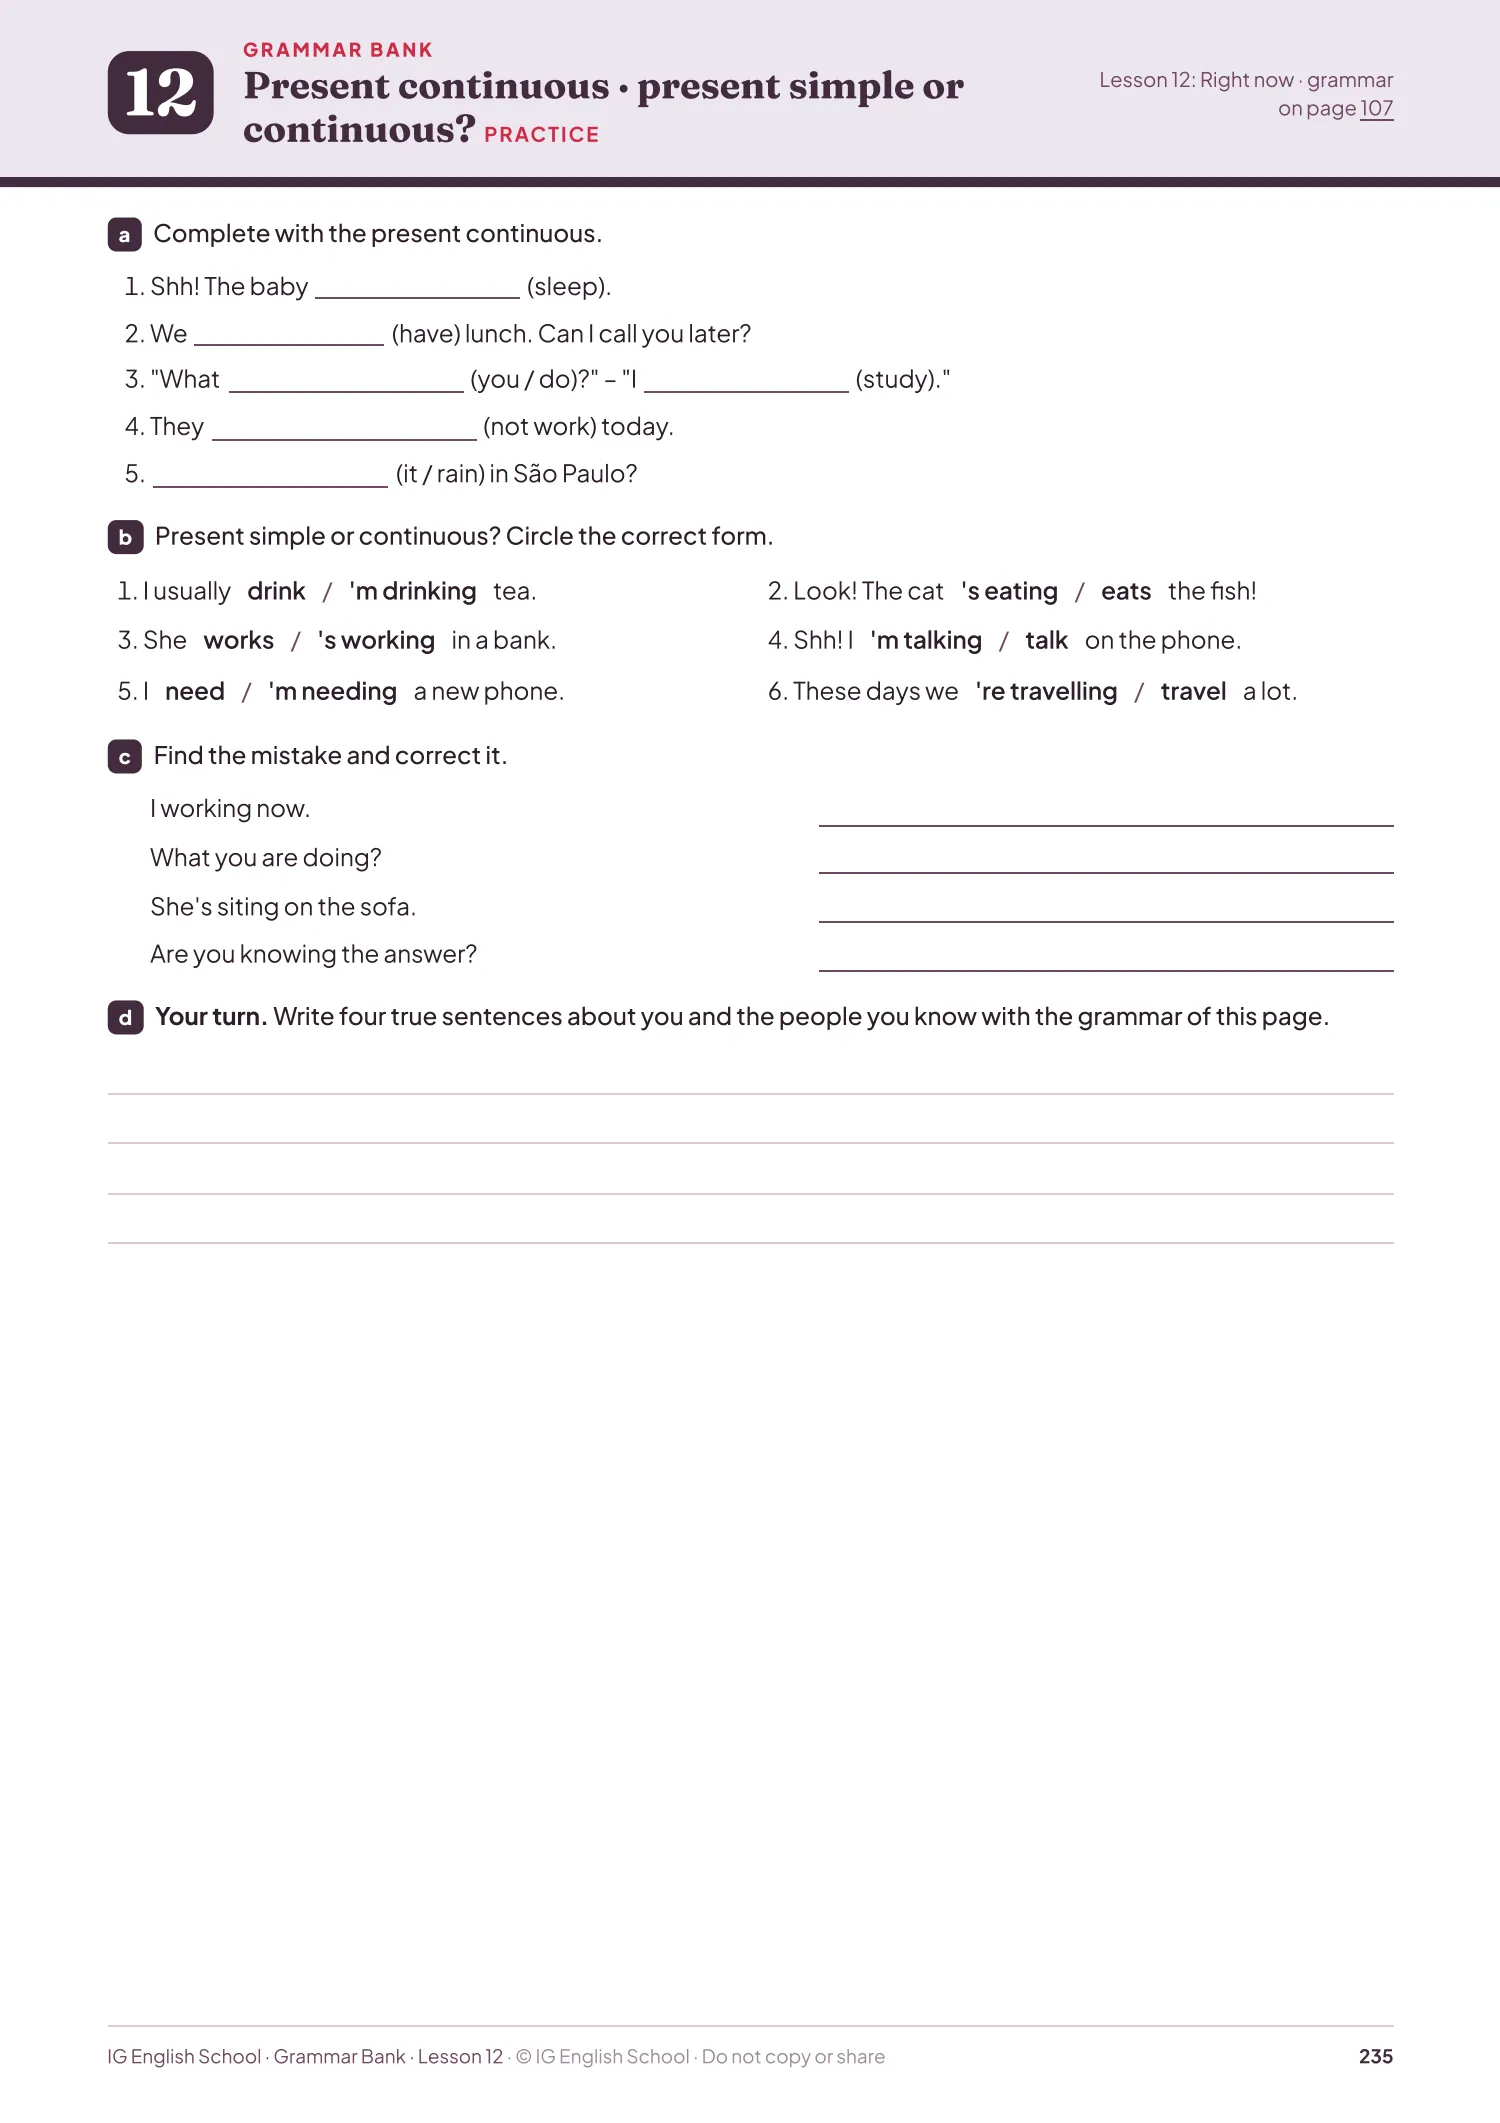 12
GRAMMAR BANK
Present continuous · present simple or
continuous? PRACTICE
Lesson 12: Right now · grammar
on page 107
a Complete with the present continuous.
1. Shh! The baby ____________ (sleep).
2. We ____________ (have) lunch. Can I call you later?
3. "What ____________ (you / do)?" – "I ____________ (study)."
4. They ____________ (not work) today.
5. ____________ (it / rain) in São Paulo?
b Present simple or continuous? Circle the correct form.
1. I usually drink / 'm drinking tea.
2. Look! The cat 's eating / eats the fish!
3. She works / 's working in a bank.
4. Shh! I 'm talking / talk on the phone.
5. I need / 'm needing a new phone.
6. These days we 're travelling / travel a lot.
c Find the mistake and correct it.
I working now.
What you are doing?
She's siting on the sofa.
Are you knowing the answer?
d Your turn. Write four true sentences about you and the people you know with the grammar of this page.
IG English School · Grammar Bank · Lesson 12 · © IG English School · Do not copy or share
235